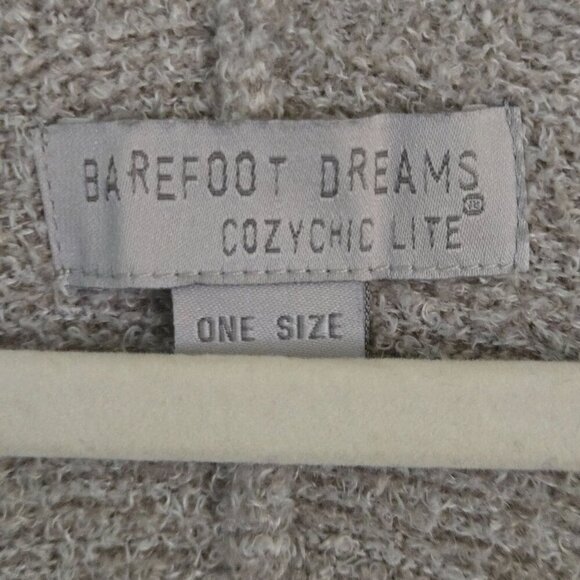 BAREFOOT DREAMS
COZYCHIC LITE®
ONE SIZE